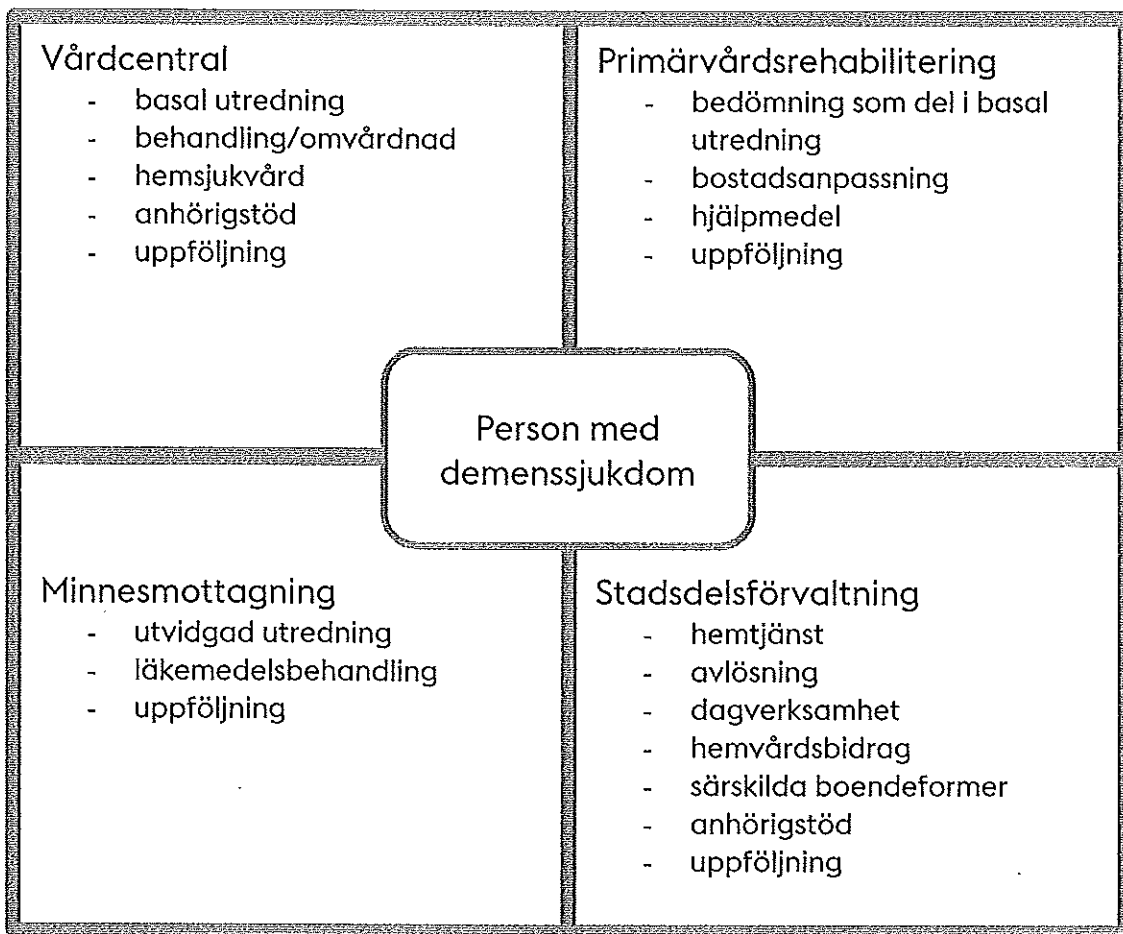 Vårdcentral
- basal utredning
- behandling/omvårdnad
- hemsjukvård
- anhörigstöd
- uppföljning
Primärvårdsrehabilitering
- bedömning som del i basal
utredning
- bostadsanpassning
- hjälpmedel
- uppföljning
Person med
demenssjukdom
Minnesmottagning
- utvidgad utredning
- läkemedelsbehandling
- uppföljning
Stadsdelsförvaltning
- hemtjänst
- avlösning
- dagverksamhet
- hemvårdsbidrag
- särskilda boendeformer
- anhörigstöd
- uppföljning